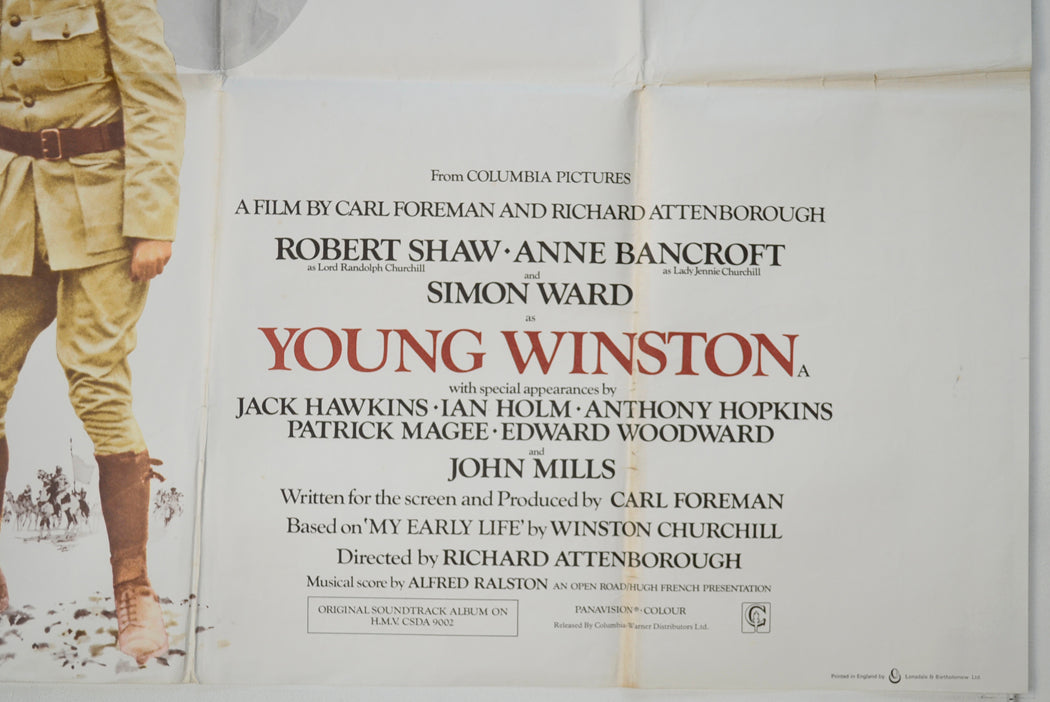 From COLUMBIA PICTURES
A FILM BY CARL FOREMAN AND RICHARD ATTENBOROUGH
ROBERT SHAW · ANNE BANCROFT
as Lord Randolph Churchill as Lady Jennie Churchill
and
SIMON WARD
as
YOUNG WINSTON A
with special appearances by
JACK HAWKINS · IAN HOLM · ANTHONY HOPKINS
PATRICK MAGEE · EDWARD WOODWARD
and
JOHN MILLS
Written for the screen and Produced by CARL FOREMAN
Based on 'MY EARLY LIFE' by WINSTON CHURCHILL
Directed by RICHARD ATTENBOROUGH
Musical score by ALFRED RALSTON AN OPEN ROAD/HUGH FRENCH PRESENTATION
ORIGINAL SOUNDTRACK ALBUM ON
H.M.V. CSDA 9002
PANAVISION® · COLOUR
Released By Columbia-Warner Distributors Ltd.
Printed in England by Lonsdale & Bartholomew Ltd.